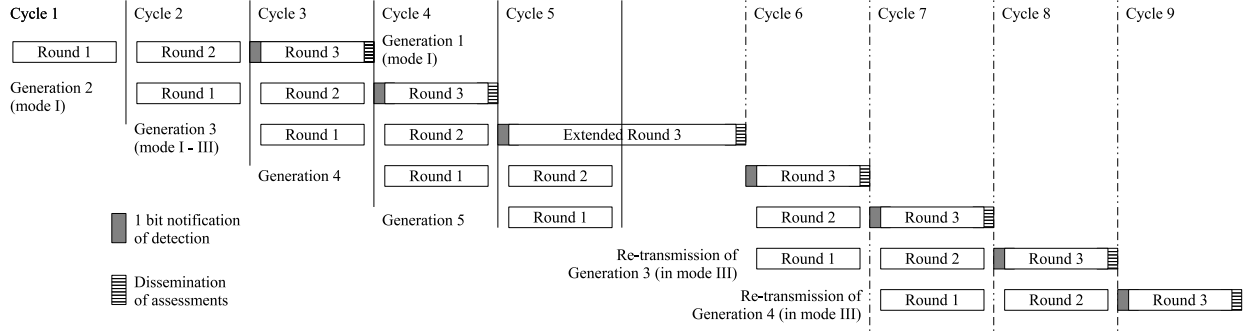 Cycle 1 Cycle 2 Cycle 3 Cycle 4 Cycle 5 Cycle 6 Cycle 7 Cycle 8 Cycle 9
Round 1 Round 2 Round 3 Generation 1
(mode I)
Generation 2
(mode I)
Round 1 Round 2 Round 3
Generation 3
(mode I - III)
Round 1 Round 2 Extended Round 3
Generation 4 Round 1 Round 2 Round 3
Generation 5 Round 1 Round 2 Round 3
1 bit notification
of detection
Re-transmission of
Generation 3 (in mode III)
Round 1 Round 2 Round 3
Dissemination
of assessments
Re-transmission of
Generation 4 (in mode III)
Round 1 Round 2 Round 3